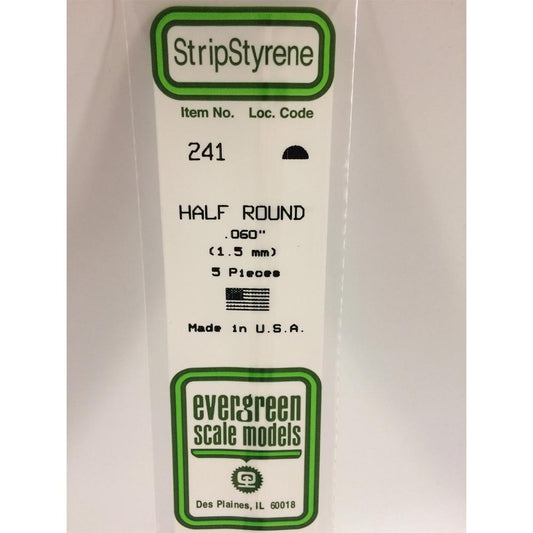 StripStyrene
Item No. Loc. Code
241
HALF ROUND
.060"
(1.5 mm)
5 Pieces
Made in U.S.A.
evergreen
scale models
Des Plaines, IL 60018